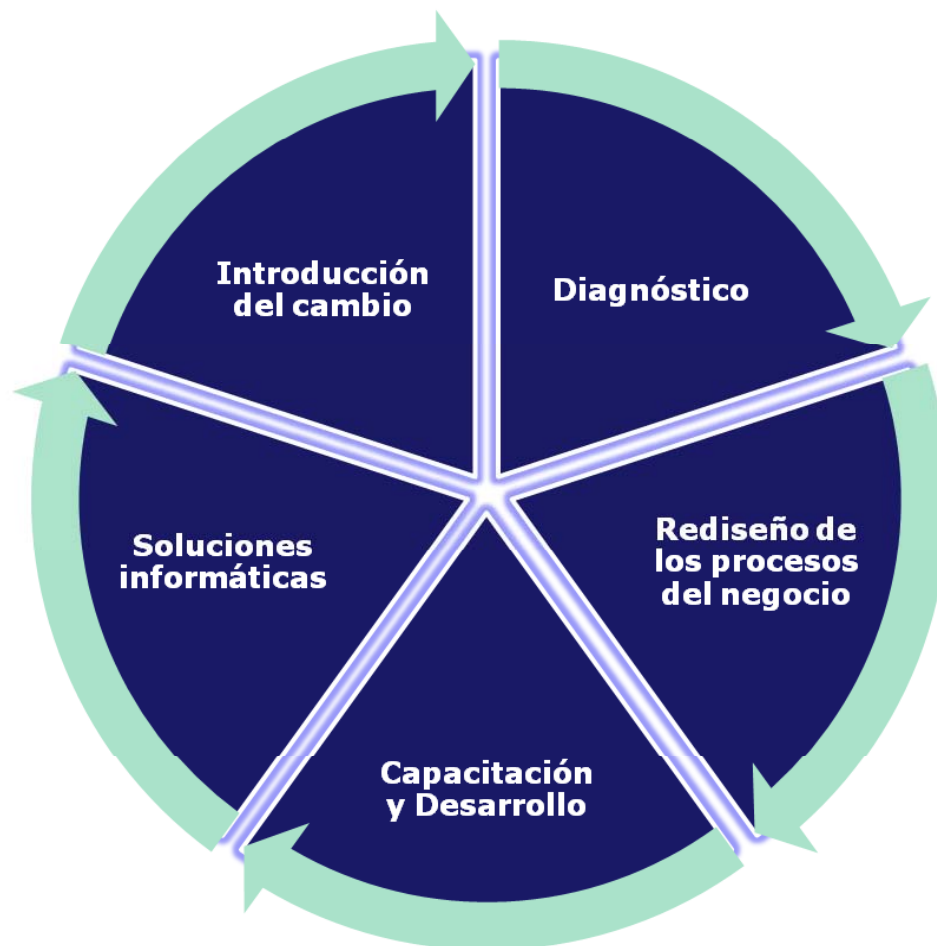 Introducción
del cambio
Diagnóstico
Rediseño de
los procesos
del negocio
Capacitación
y Desarrollo
Soluciones
informáticas